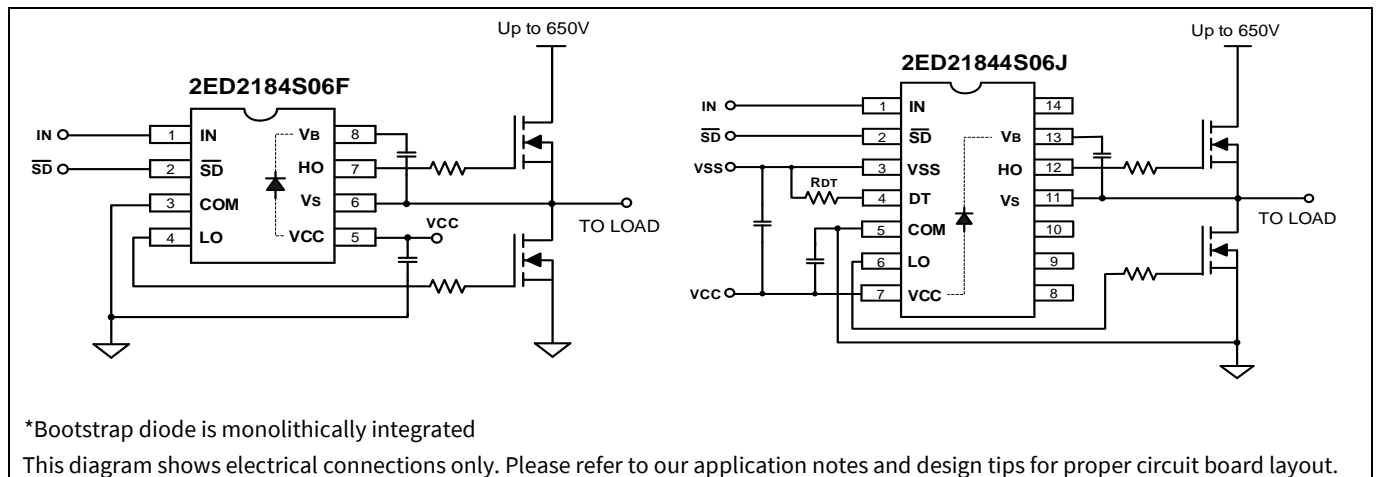 Up to 650V
2ED2184S06F
IN
1
IN
VB
8
SD
2
SD
HO
7
3
COM
VS
6
4
LO
VCC
5
VCC
TO LOAD
Up to 650V
2ED21844S06J
IN
1
IN
14
SD
2
SD
VB
13
VSS
3
VSS
HO
12
RDT
4
DT
VS
11
TO LOAD
5
COM
10
6
LO
9
VCC
7
VCC
8
*Bootstrap diode is monolithically integrated
This diagram shows electrical connections only. Please refer to our application notes and design tips for proper circuit board layout.